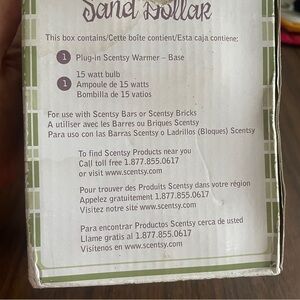 Sand Dollar
This box contains/Cette boîte contient/Esta caja contiene:
1 Plug-in Scentsy Warmer – Base
15 watt bulb
1 Ampoule de 15 watts
Bombilla de 15 vatios
For use with Scentsy Bars or Scentsy Bricks
A utiliser avec les Barres ou Briques Scentsy
Para uso con las Barras Scentsy o Ladrillos (Bloques) Scentsy
To find Scentsy Products near you
Call toll free 1.877.855.0617
or visit www.scentsy.com
Pour trouver des Produits Scentsy dans votre région
Appelez gratuitement 1.877.855.0617
Visitez notre site www.scentsy.com
Para encontrar Productos Scentsy cerca de usted
Llame gratis al 1.877.855.0617
Visítenos en www.scentsy.com